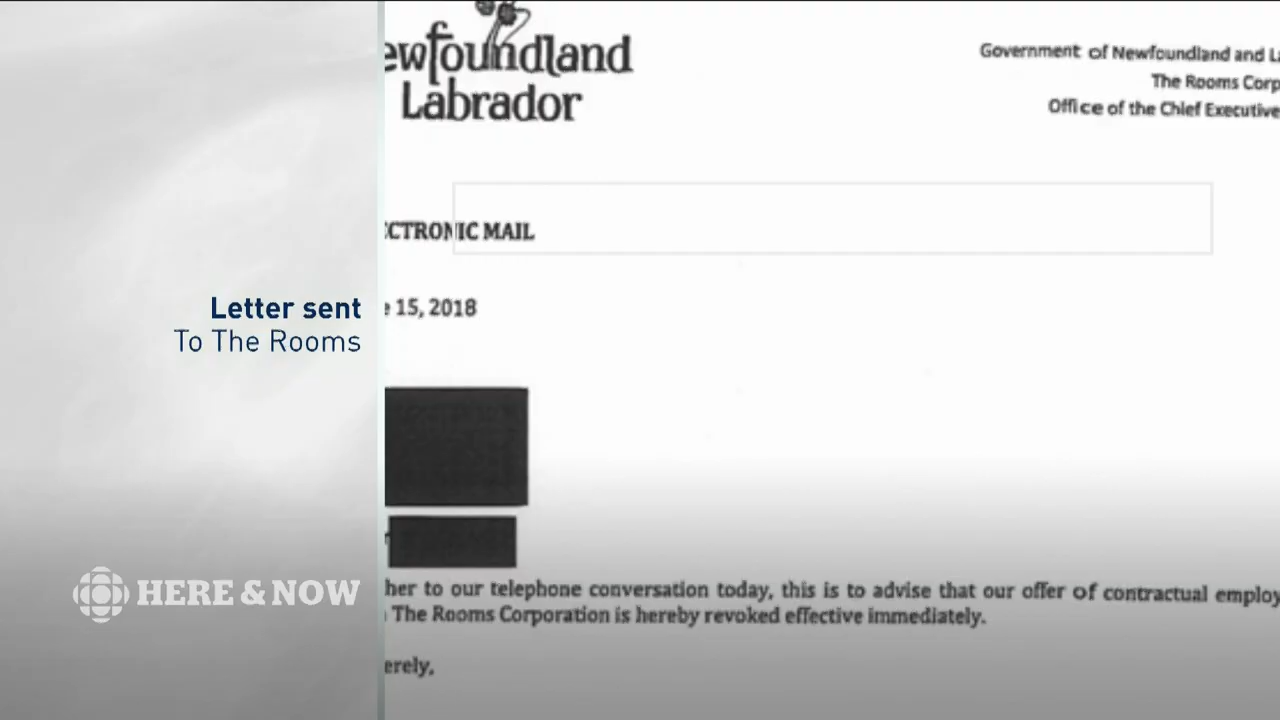 ewfoundland
Labrador
Government of Newfoundland and La
The Rooms Corp
Office of the Chief Executive
ECTRONIC MAIL
e 15, 2018
Letter sent
To The Rooms
HERE & NOW
her to our telephone conversation today, this is to advise that our offer of contractual employ
The Rooms Corporation is hereby revoked effective immediately.
erely,